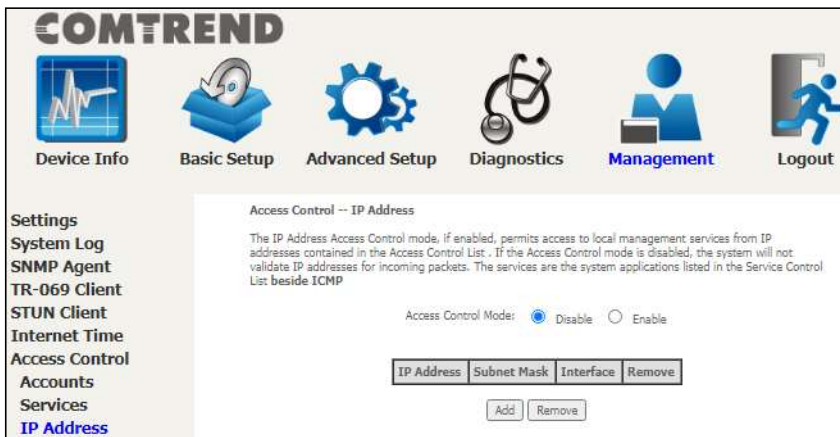 COMTREND
Device Info
Basic Setup
Advanced Setup
Diagnostics
Management
Logout
Settings
System Log
SNMP Agent
TR-069 Client
STUN Client
Internet Time
Access Control
Accounts
Services
IP Address
Access Control -- IP Address
The IP Address Access Control mode, if enabled, permits access to local management services from IP
addresses contained in the Access Control List . If the Access Control mode is disabled, the system will not
validate IP addresses for incoming packets. The services are the system applications listed in the Service Control
List beside ICMP
Access Control Mode: Disable Enable
IP Address Subnet Mask Interface Remove
Add Remove